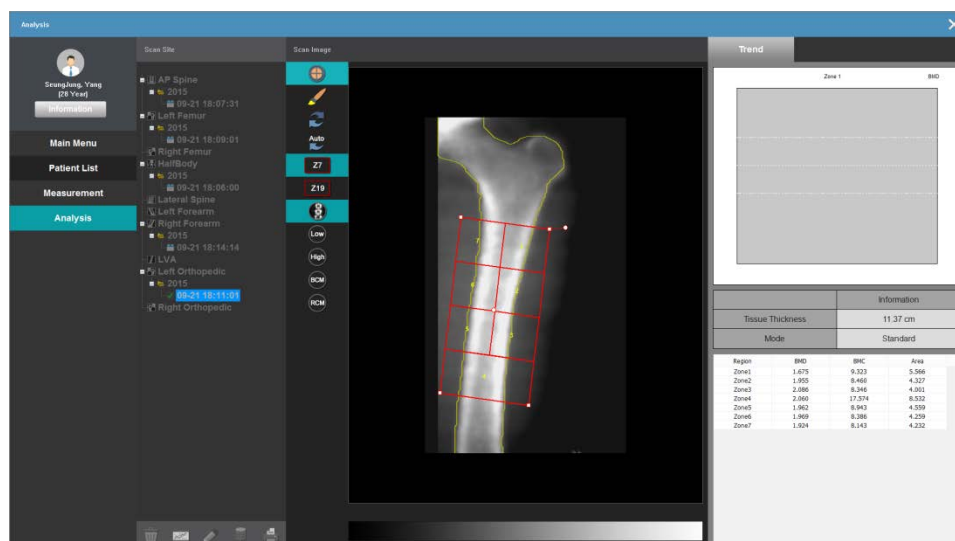 Analysis
SeungJung, Yang
(26 Year)
Information
Main Menu
Patient List
Measurement
Analysis
Scan Site
AP Spine
2015
09-21 18:07:31
Left Femur
2015
09-21 18:09:01
Right Femur
HalfBody
2015
09-21 18:06:00
Lateral Spine
Left Forearm
Right Forearm
2015
09-21 18:14:14
LVA
Left Orthopedic
2015
09-21 18:11:01
Right Orthopedic
Scan Image
Auto
Z7
Z19
Low
High
BCM
RCM
Trend
Zone 1 BMD
Information
Tissue Thickness 11.37 cm
Mode Standard
Region BMD BMC Area
Zone1 1.675 9.323 5.566
Zone2 1.955 8.460 4.327
Zone3 2.086 8.346 4.001
Zone4 2.060 17.574 8.532
Zone5 1.962 8.943 4.559
Zone6 1.969 8.386 4.259
Zone7 1.924 8.143 4.232